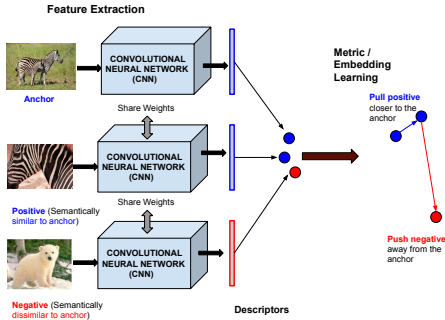 Feature Extraction
CONVOLUTIONAL
NEURAL NETWORK
(CNN)
Anchor
Share Weights
CONVOLUTIONAL
NEURAL NETWORK
(CNN)
Positive (Semantically
similar to anchor)
Share Weights
CONVOLUTIONAL
NEURAL NETWORK
(CNN)
Negative (Semantically
dissimilar to anchor)
Descriptors
Metric /
Embedding
Learning
Pull positive
closer to the
anchor
Push negative
away from the
anchor